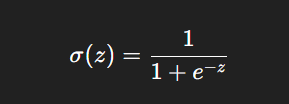 σ(z) = 1 / (1 + e^{-z})